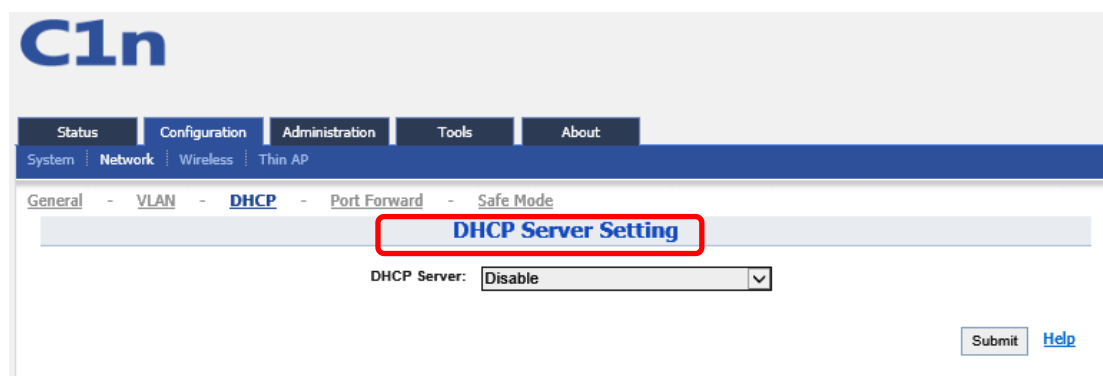 C1n
Status Configuration Administration Tools About
System Network Wireless Thin AP
General - VLAN - DHCP - Port Forward - Safe Mode
DHCP Server Setting
DHCP Server: Disable
Submit Help